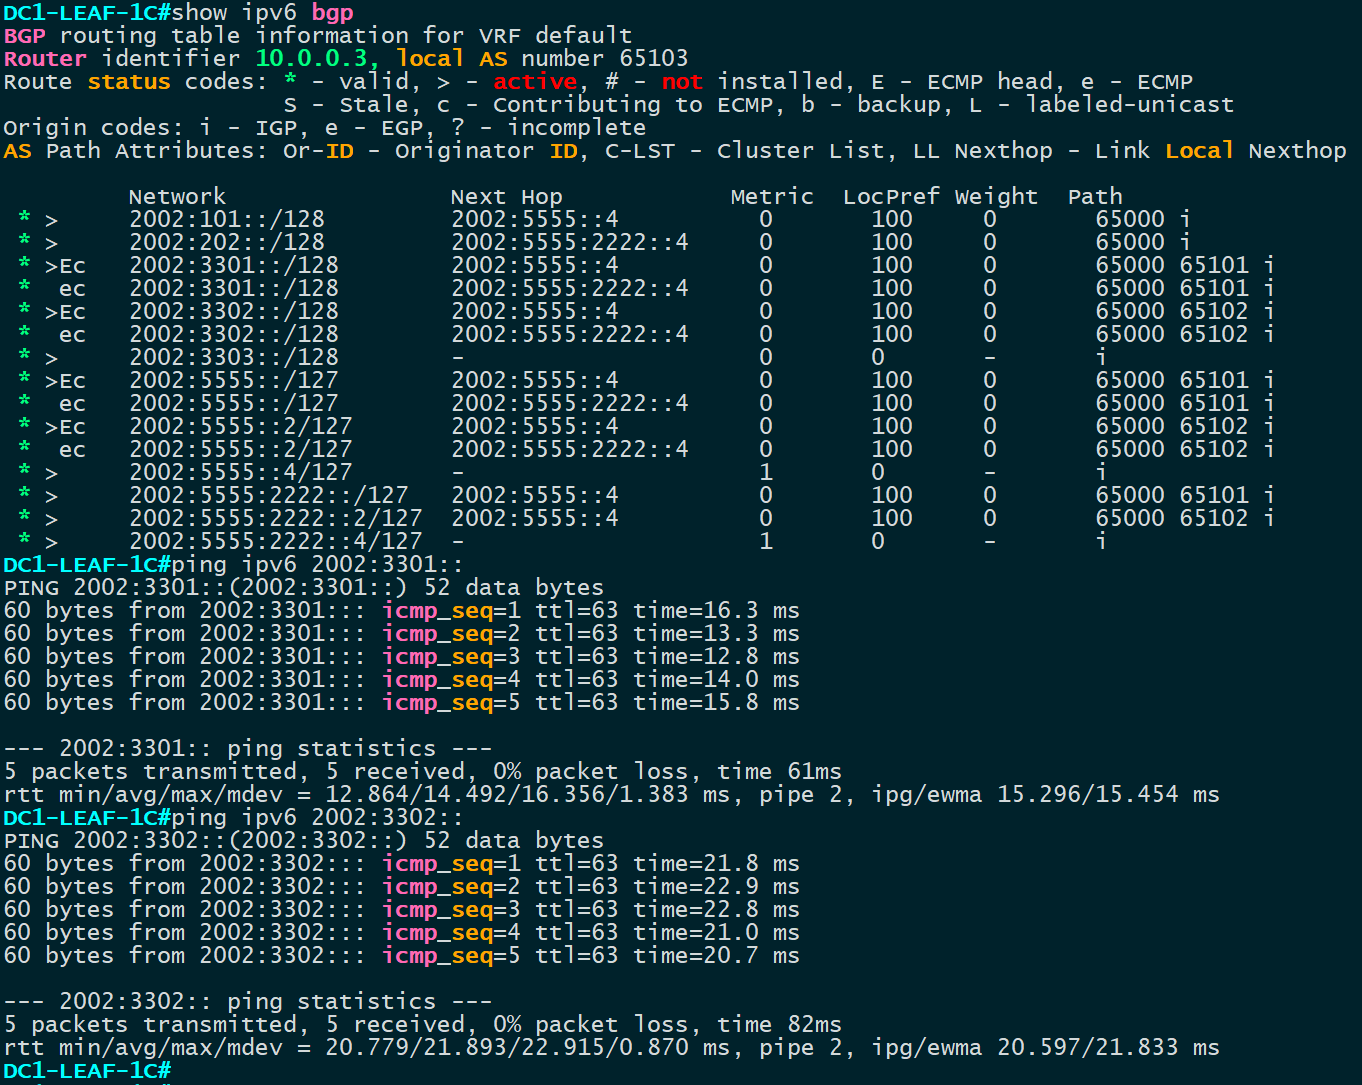 DC1-LEAF-1C#show ipv6 bgp
BGP routing table information for VRF default
Router identifier 10.0.0.3, local AS number 65103
Route status codes: * - valid, > - active, # - not installed, E - ECMP head, e - ECMP
                    S - Stale, c - Contributing to ECMP, b - backup, L - labeled-unicast
Origin codes: i - IGP, e - EGP, ? - incomplete
AS Path Attributes: Or-ID - Originator ID, C-LST - Cluster List, LL Nexthop - Link Local Nexthop

         Network                Next Hop            Metric  LocPref Weight  Path
 * >     2002:101::/128         2002:5555::4          0       100     0       65000 i
 * >     2002:202::/128         2002:5555:2222::4     0       100     0       65000 i
 * >Ec   2002:3301::/128        2002:5555::4          0       100     0       65000 65101 i
 *  ec   2002:3301::/128        2002:5555:2222::4     0       100     0       65000 65101 i
 * >Ec   2002:3302::/128        2002:5555::4          0       100     0       65000 65102 i
 *  ec   2002:3302::/128        2002:5555:2222::4     0       100     0       65000 65102 i
 * >     2002:3303::/128        -                     0       0       -       i
 * >Ec   2002:5555::/127        2002:5555::4          0       100     0       65000 65101 i
 *  ec   2002:5555::/127        2002:5555:2222::4     0       100     0       65000 65101 i
 * >Ec   2002:5555::2/127       2002:5555::4          0       100     0       65000 65102 i
 *  ec   2002:5555::2/127       2002:5555:2222::4     0       100     0       65000 65102 i
 * >     2002:5555::4/127       -                     1       0       -       i
 * >     2002:5555:2222::/127   2002:5555::4          0       100     0       65000 65101 i
 * >     2002:5555:2222::2/127  2002:5555::4          0       100     0       65000 65102 i
 * >     2002:5555:2222::4/127  -                     1       0       -       i
DC1-LEAF-1C#ping ipv6 2002:3301::
PING 2002:3301::(2002:3301::) 52 data bytes
60 bytes from 2002:3301::: icmp_seq=1 ttl=63 time=16.3 ms
60 bytes from 2002:3301::: icmp_seq=2 ttl=63 time=13.3 ms
60 bytes from 2002:3301::: icmp_seq=3 ttl=63 time=12.8 ms
60 bytes from 2002:3301::: icmp_seq=4 ttl=63 time=14.0 ms
60 bytes from 2002:3301::: icmp_seq=5 ttl=63 time=15.8 ms

--- 2002:3301:: ping statistics ---
5 packets transmitted, 5 received, 0% packet loss, time 61ms
rtt min/avg/max/mdev = 12.864/14.492/16.356/1.383 ms, pipe 2, ipg/ewma 15.296/15.454 ms
DC1-LEAF-1C#ping ipv6 2002:3302::
PING 2002:3302::(2002:3302::) 52 data bytes
60 bytes from 2002:3302::: icmp_seq=1 ttl=63 time=21.8 ms
60 bytes from 2002:3302::: icmp_seq=2 ttl=63 time=22.9 ms
60 bytes from 2002:3302::: icmp_seq=3 ttl=63 time=22.8 ms
60 bytes from 2002:3302::: icmp_seq=4 ttl=63 time=21.0 ms
60 bytes from 2002:3302::: icmp_seq=5 ttl=63 time=20.7 ms

--- 2002:3302:: ping statistics ---
5 packets transmitted, 5 received, 0% packet loss, time 82ms
rtt min/avg/max/mdev = 20.779/21.893/22.915/0.870 ms, pipe 2, ipg/ewma 20.597/21.833 ms
DC1-LEAF-1C#